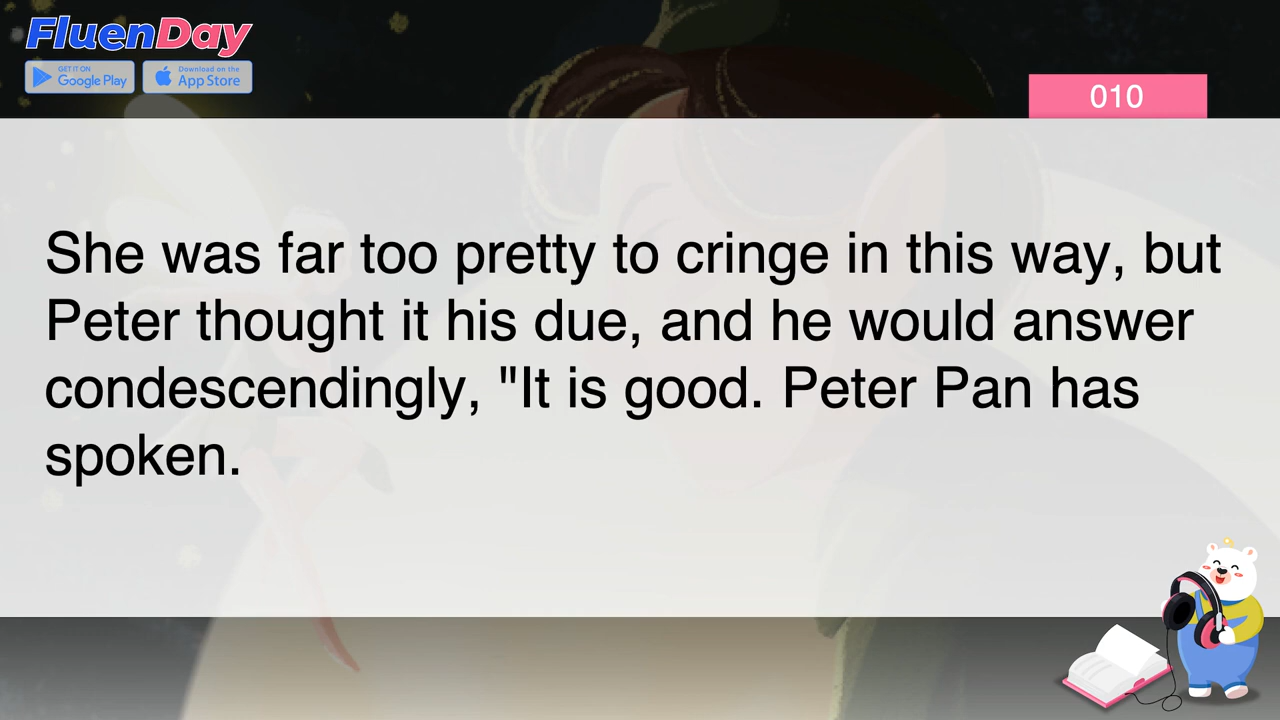 FluenDay
GET IT ON
Google Play
Download on the
App Store
010
She was far too pretty to cringe in this way, but
Peter thought it his due, and he would answer
condescendingly, "It is good. Peter Pan has
spoken.